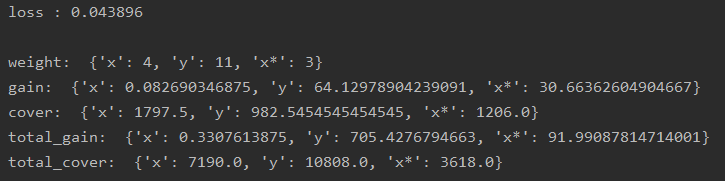 loss : 0.043896
weight:  {'x': 4, 'y': 11, 'x*': 3}
gain:  {'x': 0.082690346875, 'y': 64.12978904239091, 'x*': 30.66362604904667}
cover:  {'x': 1797.5, 'y': 982.5454545454545, 'x*': 1206.0}
total_gain:  {'x': 0.3307613875, 'y': 705.4276794663, 'x*': 91.99087814714001}
total_cover:  {'x': 7190.0, 'y': 10808.0, 'x*': 3618.0}